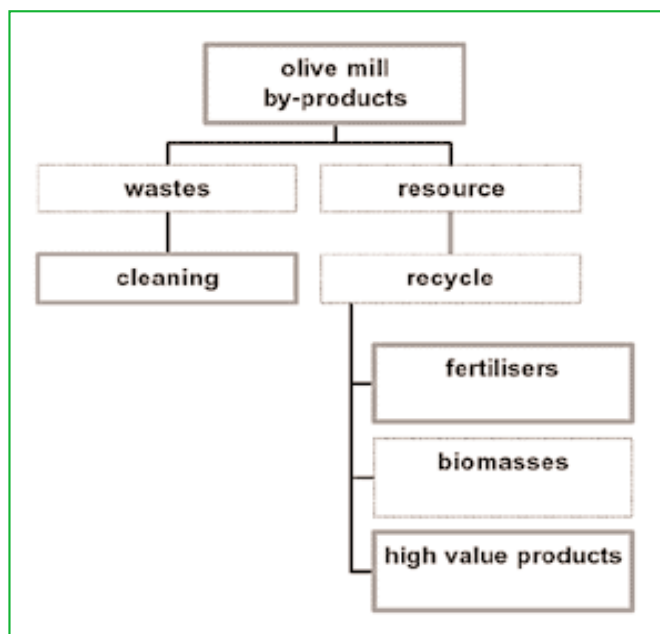 olive mill
by-products
wastes
resource
cleaning
recycle
fertilisers
biomasses
high value products